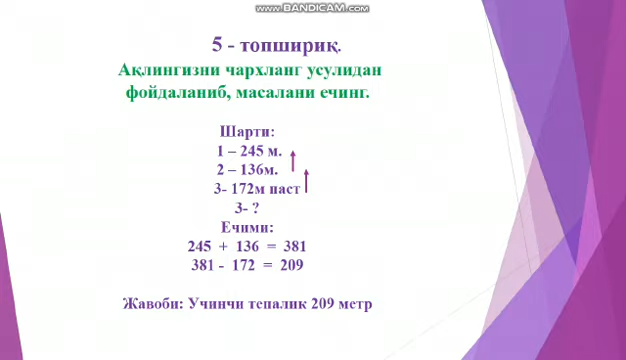 WWW.BANDICAM.COM
5 - топшириқ.
Ақлингизни чархланг усулидан
фойдаланиб, масалани ечинг.
Шарти:
1 – 245 м.
2 – 136м.
3- 172м паст
3- ?
Ечими:
245 + 136 = 381
381 - 172 = 209
Жавоби: Учинчи тепалик 209 метр